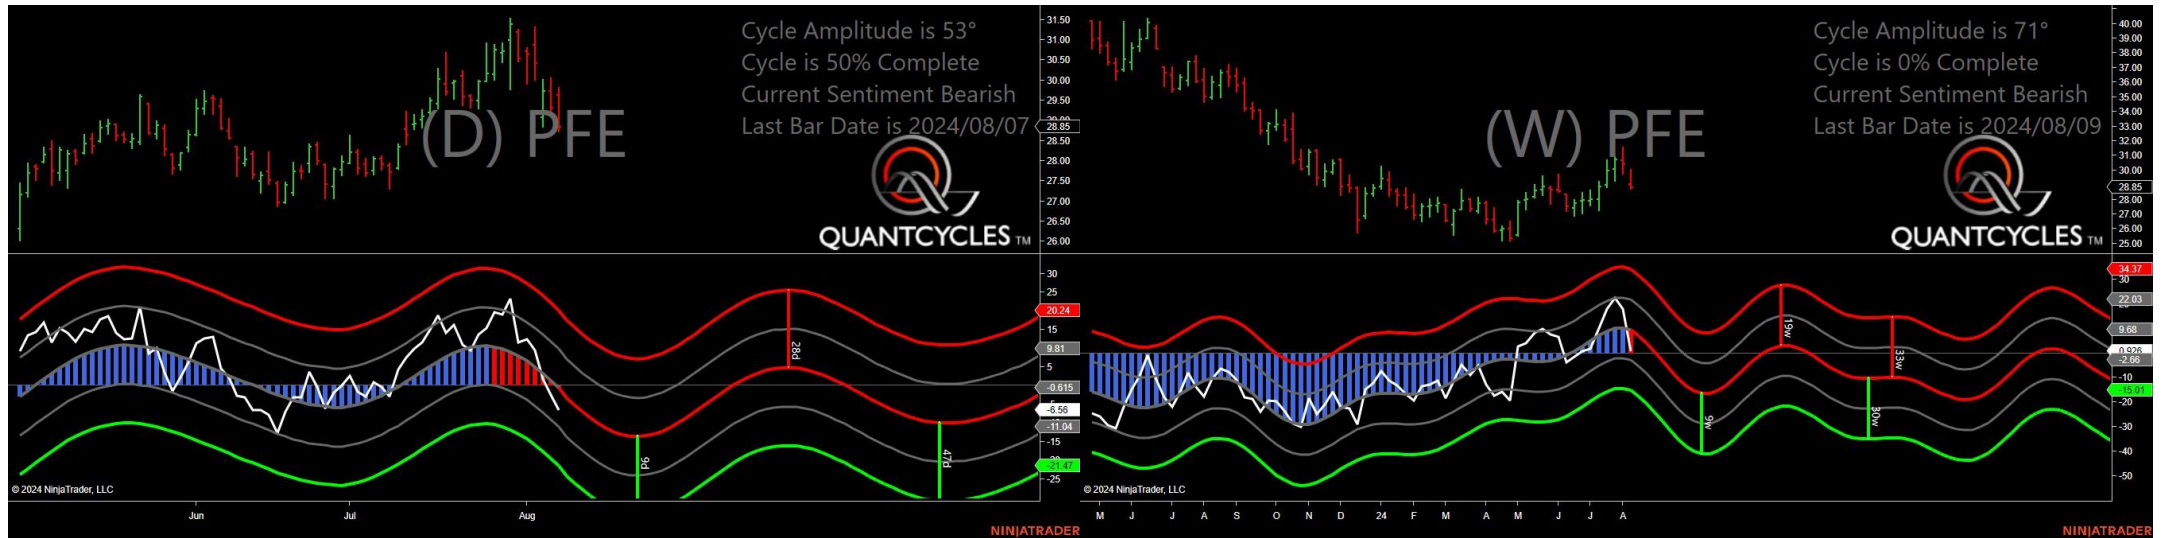 Cycle Amplitude is 53°
Cycle is 50% Complete
Current Sentiment Bearish
Last Bar Date is 2024/08/07
(D) PFE
QUANTCYCLES TM
31.50
31.00
30.50
30.00
29.50
28.85
28.50
28.00
27.50
27.00
26.50
26.00
30
25
20.24
15
9.81
5
-0.615
-6.56
-11.04
-15
-21.47
-25
28d
9d
47d
© 2024 NinjaTrader, LLC
Jun
Jul
Aug
NINJATRADER
Cycle Amplitude is 71°
Cycle is 0% Complete
Current Sentiment Bearish
Last Bar Date is 2024/08/09
(W) PFE
QUANTCYCLES TM
40.00
39.00
38.00
37.00
36.00
35.00
34.00
33.00
32.00
31.00
30.00
28.85
28.00
27.00
26.00
25.00
34.37
30
22.03
9.68
0.926
-2.66
-10
-15.01
-20
-30
-40
-50
19w
33w
9w
30w
© 2024 NinjaTrader, LLC
M J J A S O N D 24 F M A M J J A
NINJATRADER